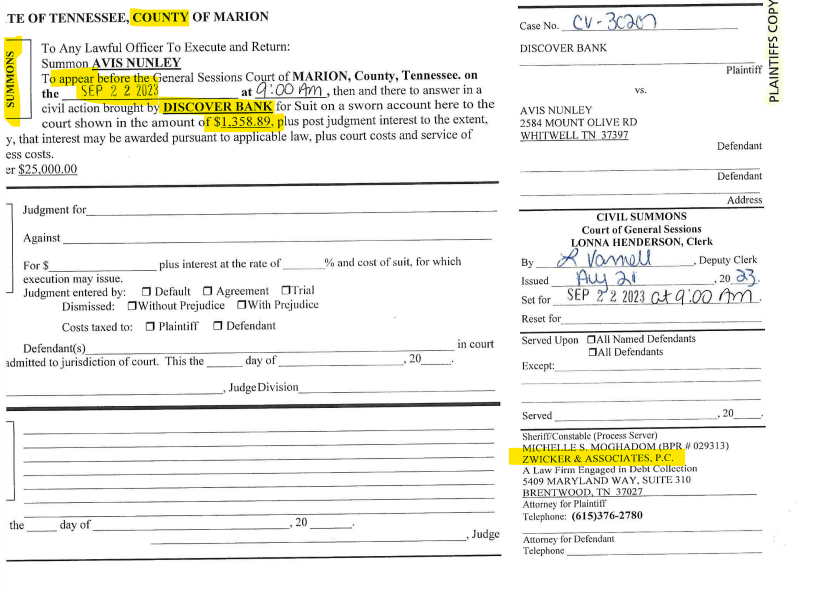 TE OF TENNESSEE, COUNTY OF MARION
SUMMONS
To Any Lawful Officer To Execute and Return:
Summon AVIS NUNLEY
To appear before the General Sessions Court of MARION, County, Tennessee. on
the SEP 22 2023 at 9:00 Am, then and there to answer in a
civil action brought by DISCOVER BANK for Suit on a sworn account here to the
court shown in the amount of $1,358.89, plus post judgment interest to the extent,
y, that interest may be awarded pursuant to applicable law, plus court costs and service of
ess costs.
er $25,000.00
Judgment for
Against
For $ plus interest at the rate of % and cost of suit, for which
execution may issue.
Judgment entered by: ☐ Default ☐ Agreement ☐ Trial
Dismissed: ☐ Without Prejudice ☐ With Prejudice
Costs taxed to: ☐ Plaintiff ☐ Defendant
Defendant(s) in court
admitted to jurisdiction of court. This the day of , 20 .
, Judge Division
the day of , 20 .
, Judge
PLAINTIFFS COPY
Case No. CV-30207
DISCOVER BANK
Plaintiff
vs.
AVIS NUNLEY
2584 MOUNT OLIVE RD
WHITWELL TN 37397
Defendant
Defendant
Address
CIVIL SUMMONS
Court of General Sessions
LONNA HENDERSON, Clerk
By , Deputy Clerk
Issued Aug 21 , 20 23.
Set for SEP 22 2023 at 9:00 Am.
Reset for
Served Upon ☐ All Named Defendants
☐ All Defendants
Except:
Served , 20 .
Sheriff/Constable (Process Server)
MICHELLE S. MOGHADOM (BPR # 029313)
ZWICKER & ASSOCIATES, P.C.
A Law Firm Engaged in Debt Collection
5409 MARYLAND WAY, SUITE 310
BRENTWOOD, TN 37027
Attorney for Plaintiff
Telephone: (615)376-2780
Attorney for Defendant
Telephone